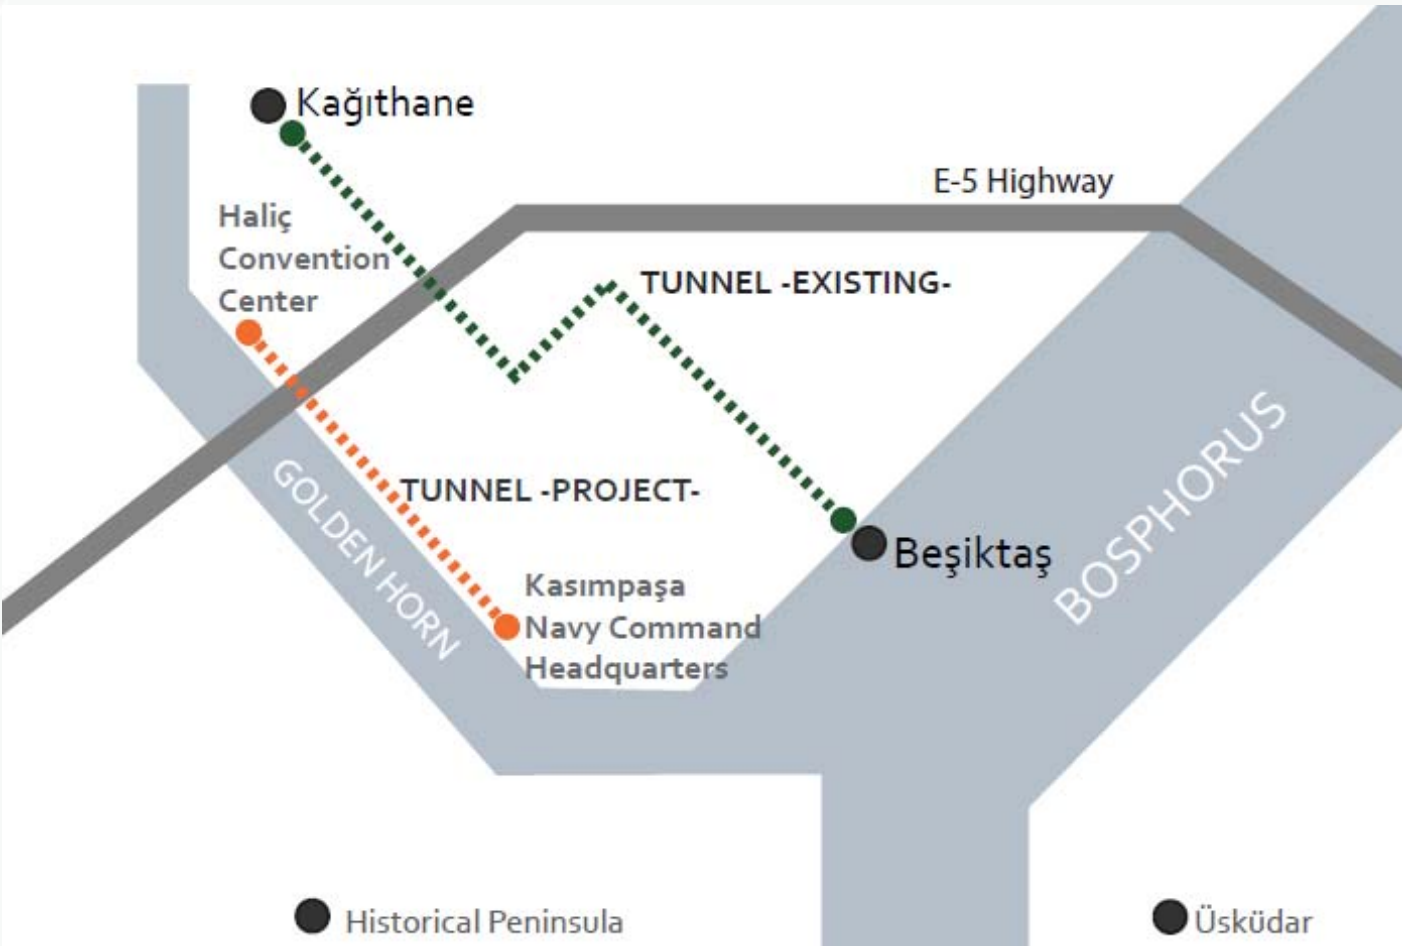 Kağıthane
E-5 Highway
Haliç
Convention
Center
TUNNEL -EXISTING-
TUNNEL -PROJECT-
GOLDEN HORN
BOSPHORUS
Beşiktaş
Kasımpaşa
Navy Command
Headquarters
Historical Peninsula
Üsküdar